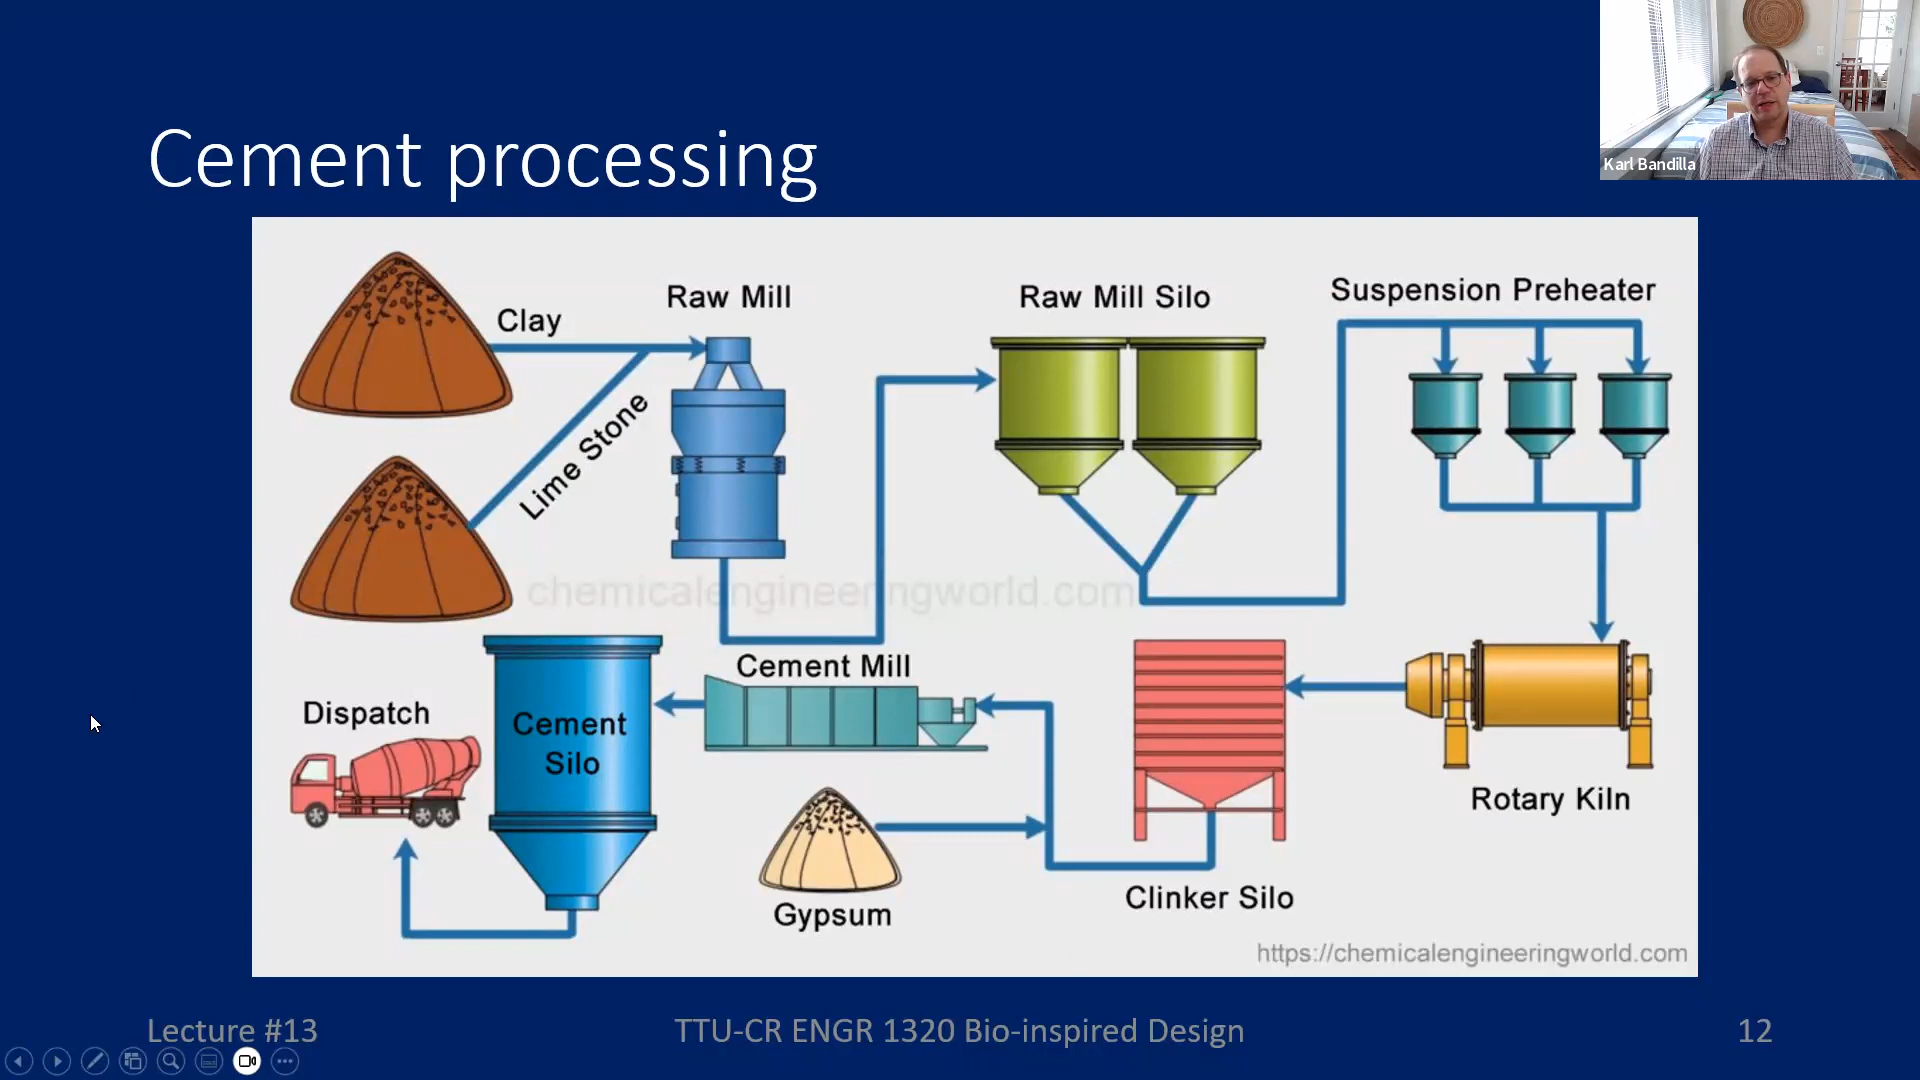 Karl Bandilla
Cement processing
Clay
Lime Stone
Raw Mill
Raw Mill Silo
Suspension Preheater
chemicalengineeringworld.com
Cement Mill
Dispatch
Cement
Silo
Gypsum
Clinker Silo
Rotary Kiln
https://chemicalengineeringworld.com
Lecture #13
TTU-CR ENGR 1320 Bio-inspired Design
12